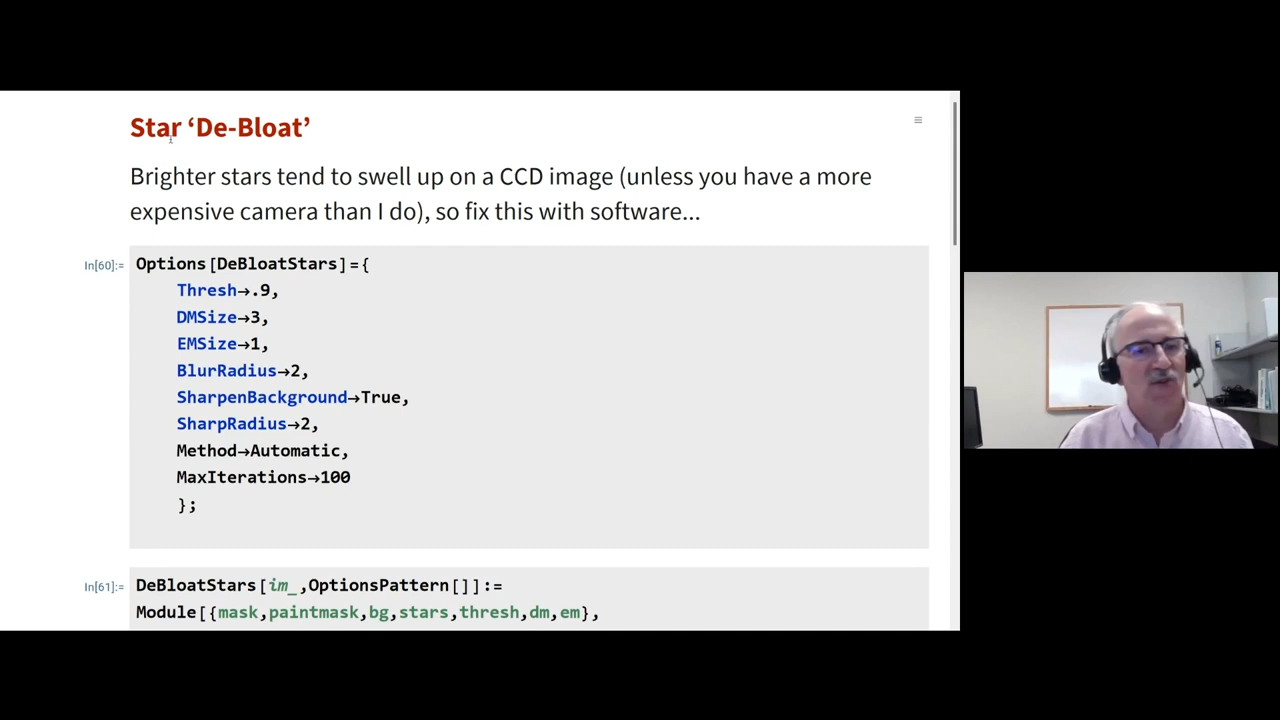 Star ‘De-Bloat’
Brighter stars tend to swell up on a CCD image (unless you have a more
expensive camera than I do), so fix this with software...
In[60]:= Options[DeBloatStars]={
Thresh→.9,
DMSize→3,
EMSize→1,
BlurRadius→2,
SharpenBackground→True,
SharpRadius→2,
Method→Automatic,
MaxIterations→100
};
In[61]:= DeBloatStars[im_,OptionsPattern[]]:=
Module[{mask,paintmask,bg,stars,thresh,dm,em},